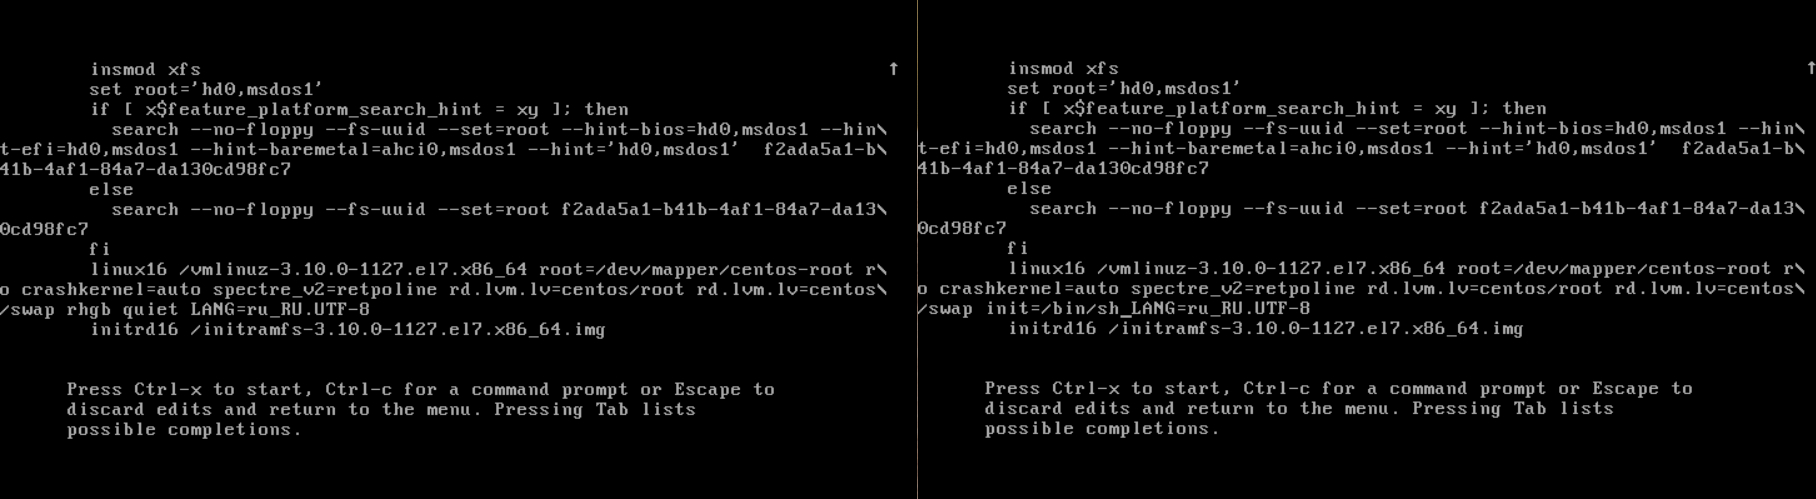 insmod xfs ↑
set root='hd0,msdos1'
if [ x$feature_platform_search_hint = xy ]; then
search --no-floppy --fs-uuid --set=root --hint-bios=hd0,msdos1 --hin\
t-efi=hd0,msdos1 --hint-baremetal=ahci0,msdos1 --hint='hd0,msdos1'  f2ada5a1-b\
41b-4af1-84a7-da130cd98fc7
else
search --no-floppy --fs-uuid --set=root f2ada5a1-b41b-4af1-84a7-da13\
0cd98fc7
fi
linux16 /vmlinuz-3.10.0-1127.el7.x86_64 root=/dev/mapper/centos-root r\
o crashkernel=auto spectre_v2=retpoline rd.lvm.lv=centos/root rd.lvm.lv=centos\
/swap rhgb quiet LANG=ru_RU.UTF-8
initrd16 /initramfs-3.10.0-1127.el7.x86_64.img
Press Ctrl-x to start, Ctrl-c for a command prompt or Escape to
discard edits and return to the menu. Pressing Tab lists
possible completions.
insmod xfs ↑
set root='hd0,msdos1'
if [ x$feature_platform_search_hint = xy ]; then
search --no-floppy --fs-uuid --set=root --hint-bios=hd0,msdos1 --hin\
t-efi=hd0,msdos1 --hint-baremetal=ahci0,msdos1 --hint='hd0,msdos1'  f2ada5a1-b\
41b-4af1-84a7-da130cd98fc7
else
search --no-floppy --fs-uuid --set=root f2ada5a1-b41b-4af1-84a7-da13\
0cd98fc7
fi
linux16 /vmlinuz-3.10.0-1127.el7.x86_64 root=/dev/mapper/centos-root r\
o crashkernel=auto spectre_v2=retpoline rd.lvm.lv=centos/root rd.lvm.lv=centos\
/swap init=/bin/sh_LANG=ru_RU.UTF-8
initrd16 /initramfs-3.10.0-1127.el7.x86_64.img
Press Ctrl-x to start, Ctrl-c for a command prompt or Escape to
discard edits and return to the menu. Pressing Tab lists
possible completions.